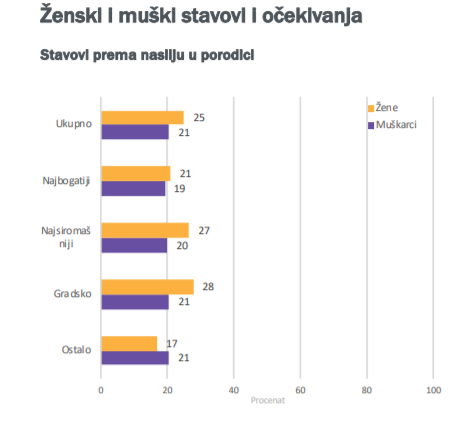 Ženski i muški stavovi i očekivanja
Stavovi prema nasilju u porodici
Žene
Muškarci
Ukupno
25
21
Najbogatiji
21
19
Najsiromaš
niji
27
20
Gradsko
28
21
Ostalo
17
21
0 20 40 60 80 100
Procenat